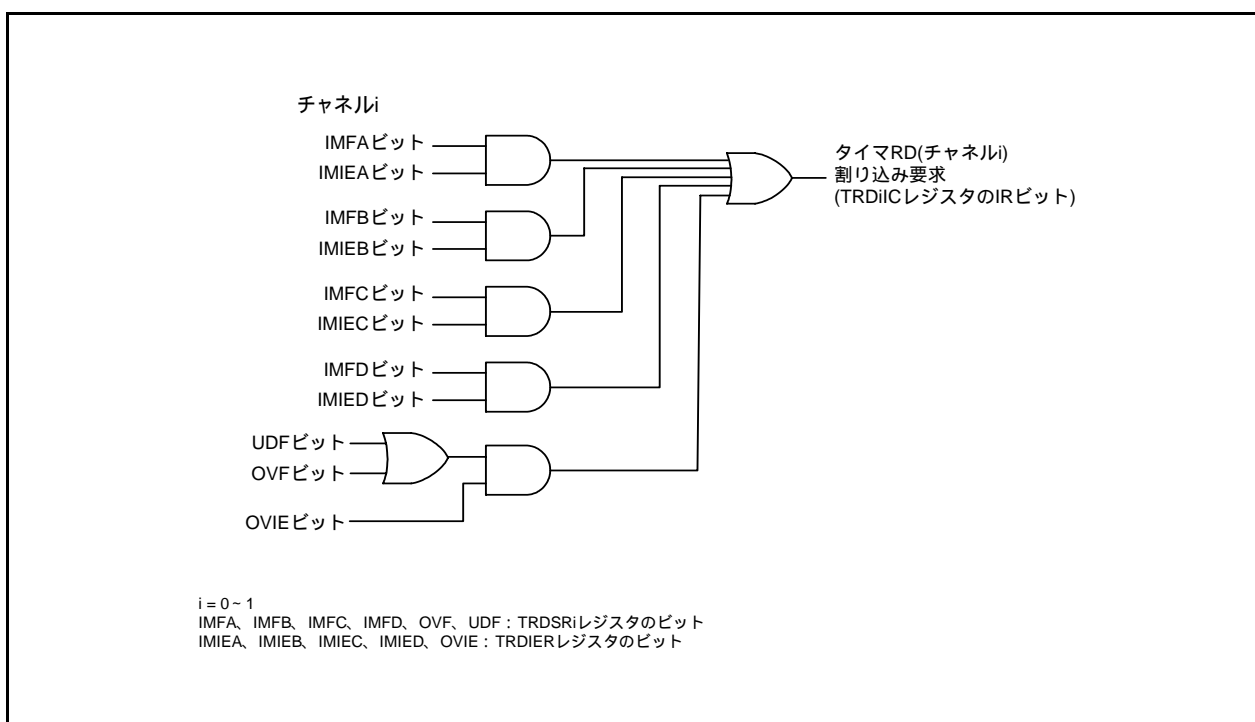 チャネルi
IMFAビット
IMIEAビット
IMFBビット
IMIEBビット
IMFCビット
IMIECビット
IMFDビット
IMIEDビット
UDFビット
OVFビット
OVIEビット
タイマRD(チャネルi)
割り込み要求
(TRDiICレジスタのIRビット)
i = 0 ~ 1
IMFA、IMFB、IMFC、IMFD、OVF、UDF : TRDSRiレジスタのビット
IMIEA、IMIEB、IMIEC、IMIED、OVIE : TRDIERレジスタのビット